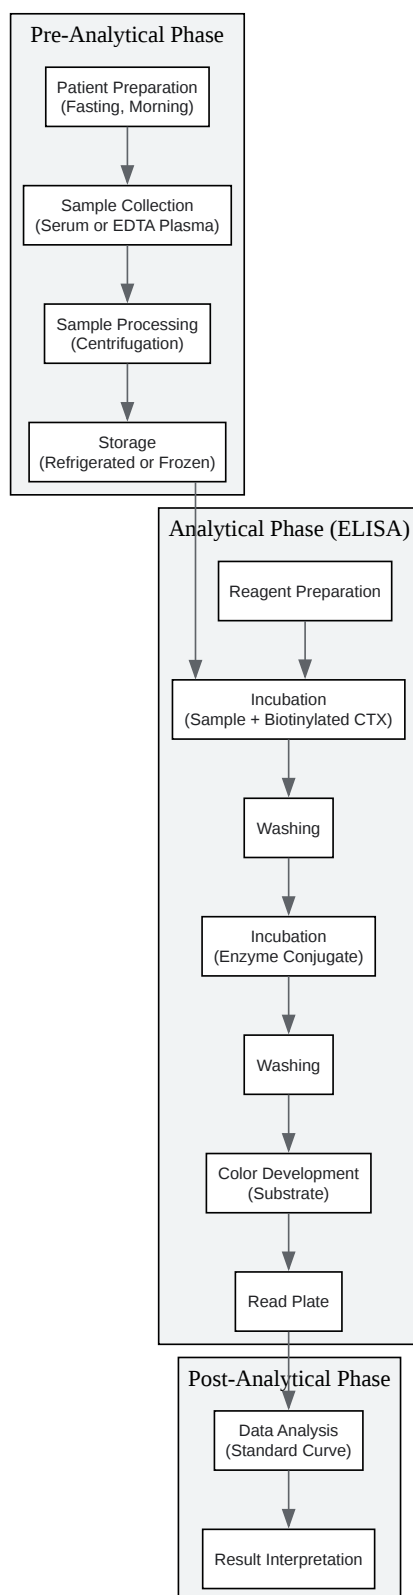 Pre-Analytical Phase
Patient Preparation
(Fasting, Morning)
Sample Collection
(Serum or EDTA Plasma)
Sample Processing
(Centrifugation)
Storage
(Refrigerated or Frozen)
Analytical Phase (ELISA)
Reagent Preparation
Incubation
(Sample + Biotinylated CTX)
Washing
Incubation
(Enzyme Conjugate)
Washing
Color Development
(Substrate)
Read Plate
Post-Analytical Phase
Data Analysis
(Standard Curve)
Result Interpretation